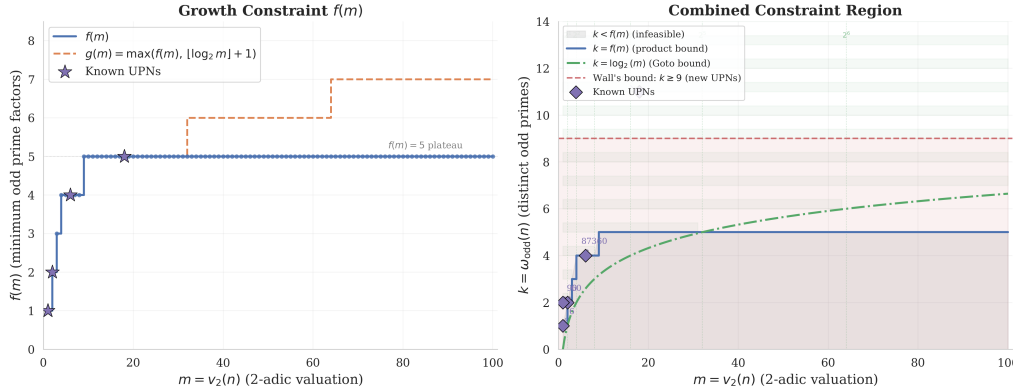 Growth Constraint f(m)
f(m)
g(m) = max(f(m), ⌊log₂ m⌋ + 1)
Known UPNs
f(m) = 5 plateau
f(m) (minimum odd prime factors)
8
7
6
5
4
3
2
1
0
0 20 40 60 80 100
m = v₂(n) (2-adic valuation)
Combined Constraint Region
k < f(m) (infeasible)
k = f(m) (product bound)
k = log₂(m) (Goto bound)
Wall's bound: k ≥ 9 (new UPNs)
Known UPNs
2⁶
87360
6
k = ω_odd(n) (distinct odd primes)
14
12
10
8
6
4
2
0
0 20 40 60 80
m = v₂(n) (2-adic valuation)